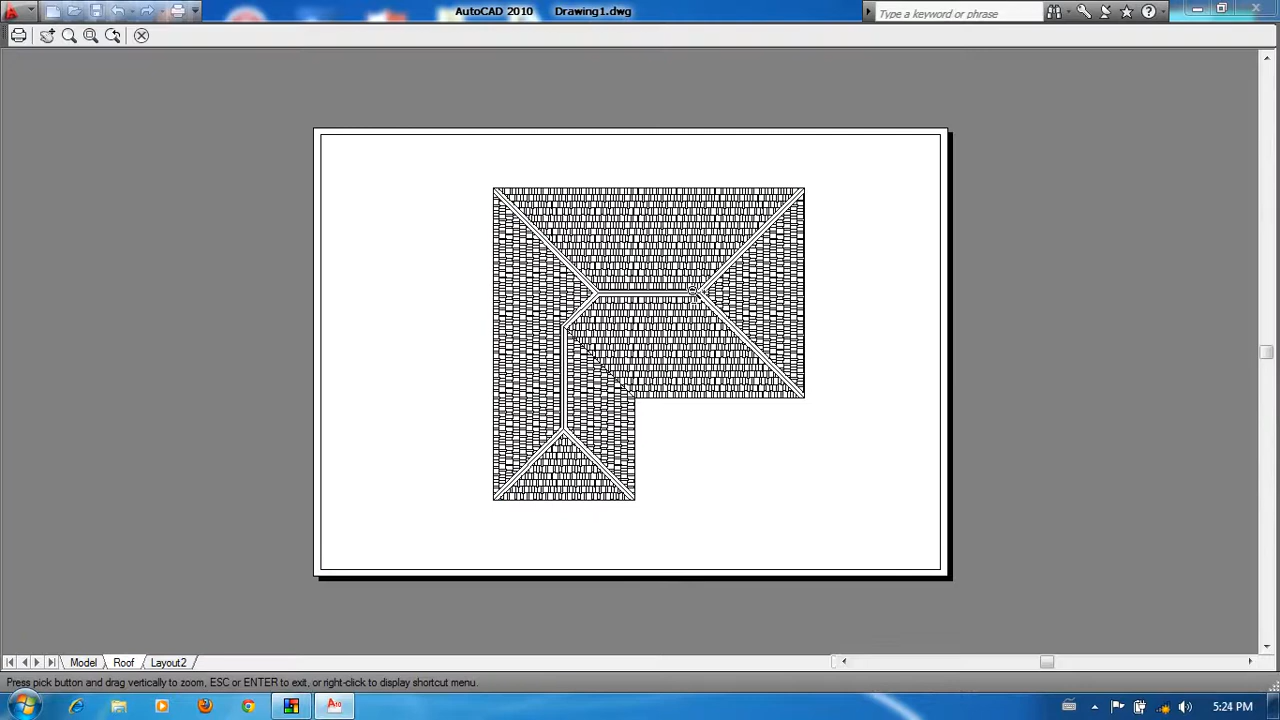 AutoCAD 2010 Drawing1.dwg
Type a keyword or phrase
Model Roof Layout2
Press pick button and drag vertically to zoom, ESC or ENTER to exit, or right-click to display shortcut menu.
5:24 PM